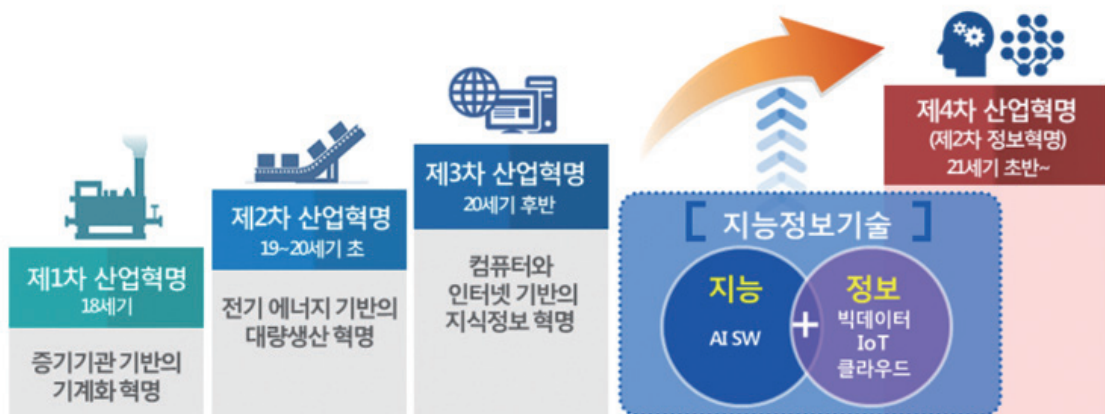 제1차 산업혁명
18세기
증기기관 기반의
기계화 혁명
제2차 산업혁명
19~20세기 초
전기 에너지 기반의
대량생산 혁명
제3차 산업혁명
20세기 후반
컴퓨터와
인터넷 기반의
지식정보 혁명
[ 지능정보기술 ]
지능
AI SW
+
정보
빅데이터
IoT
클라우드
제4차 산업혁명
(제2차 정보혁명)
21세기 초반~